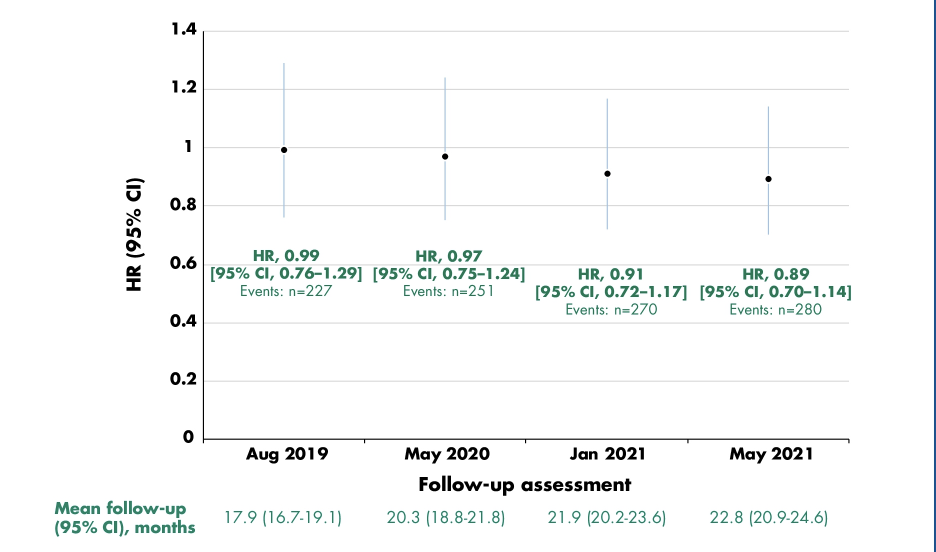 1.4
1.2
1
0.8
0.6
0.4
0.2
0
HR (95% CI)
HR, 0.99
[95% CI, 0.76–1.29]
Events: n=227
HR, 0.97
[95% CI, 0.75–1.24]
Events: n=251
HR, 0.91
[95% CI, 0.72–1.17]
Events: n=270
HR, 0.89
[95% CI, 0.70–1.14]
Events: n=280
Aug 2019 May 2020 Jan 2021 May 2021
Follow-up assessment
Mean follow-up
(95% CI), months
17.9 (16.7-19.1) 20.3 (18.8-21.8) 21.9 (20.2-23.6) 22.8 (20.9-24.6)